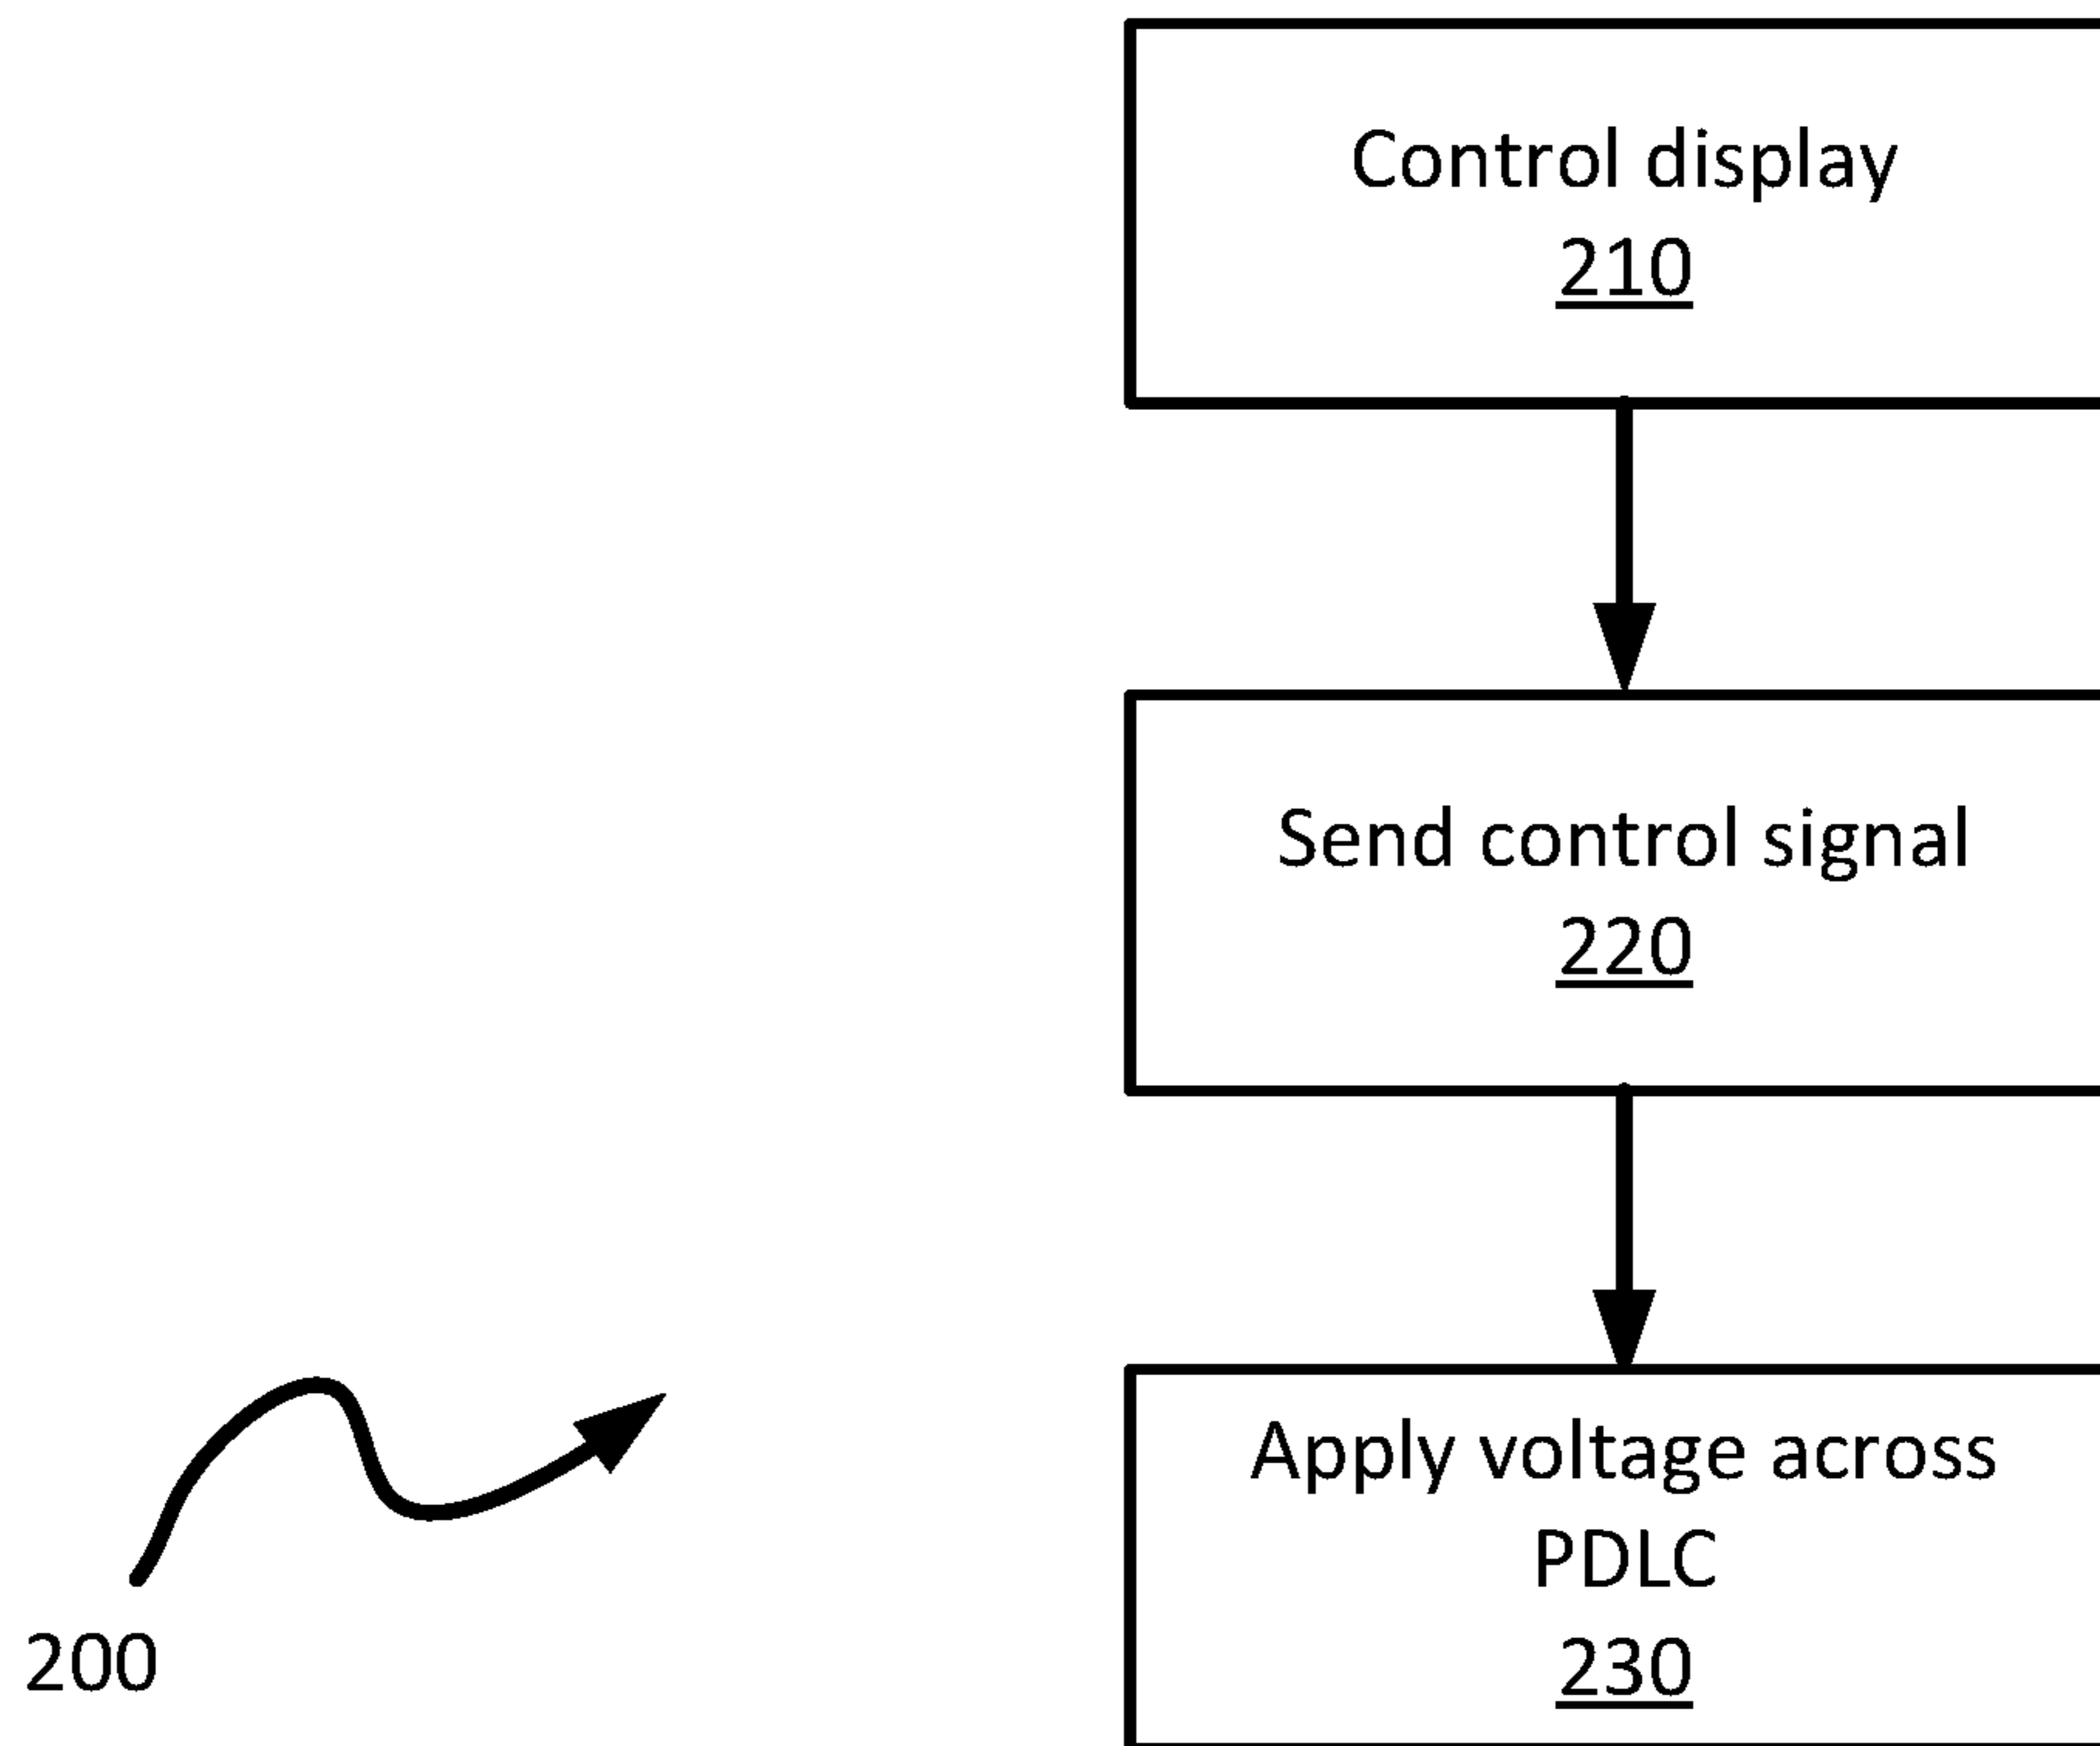 Control display
210
Send control signal
220
Apply voltage across
PDLC
230
200